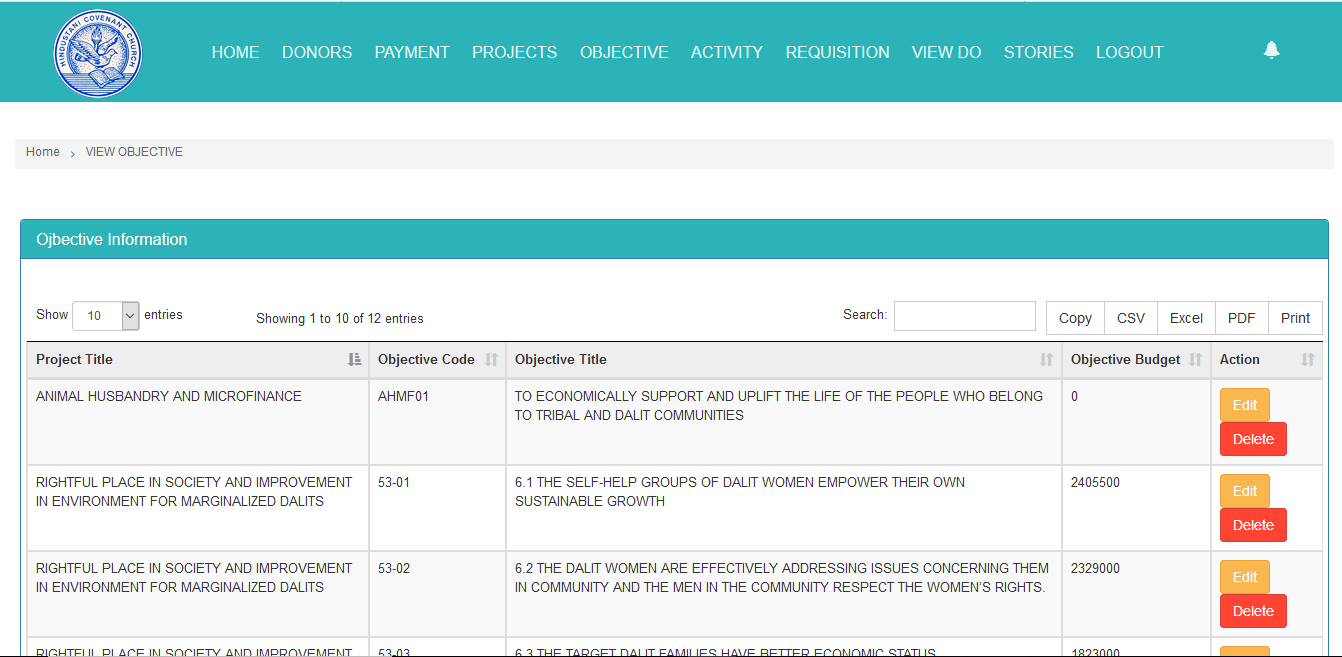 HINDUSTANI COVENANT CHURCH
HOME DONORS PAYMENT PROJECTS OBJECTIVE ACTIVITY REQUISITION VIEW DO STORIES LOGOUT
Home > VIEW OBJECTIVE
Ojbective Information
Show 10 entries Showing 1 to 10 of 12 entries Search: Copy CSV Excel PDF Print
Project Title Objective Code Objective Title Objective Budget Action
ANIMAL HUSBANDRY AND MICROFINANCE AHMF01 TO ECONOMICALLY SUPPORT AND UPLIFT THE LIFE OF THE PEOPLE WHO BELONG 0 Edit
TO TRIBAL AND DALIT COMMUNITIES
Delete
RIGHTFUL PLACE IN SOCIETY AND IMPROVEMENT 53-01 6.1 THE SELF-HELP GROUPS OF DALIT WOMEN EMPOWER THEIR OWN 2405500 Edit
IN ENVIRONMENT FOR MARGINALIZED DALITS SUSTAINABLE GROWTH
Delete
RIGHTFUL PLACE IN SOCIETY AND IMPROVEMENT 53-02 6.2 THE DALIT WOMEN ARE EFFECTIVELY ADDRESSING ISSUES CONCERNING THEM 2329000 Edit
IN ENVIRONMENT FOR MARGINALIZED DALITS IN COMMUNITY AND THE MEN IN THE COMMUNITY RESPECT THE WOMEN'S RIGHTS.
Delete
RIGHTFUL PLACE IN SOCIETY AND IMPROVEMENT 53-03 6.3 THE TARGET DALIT FAMILIES HAVE BETTER ECONOMIC STATUS 1823000